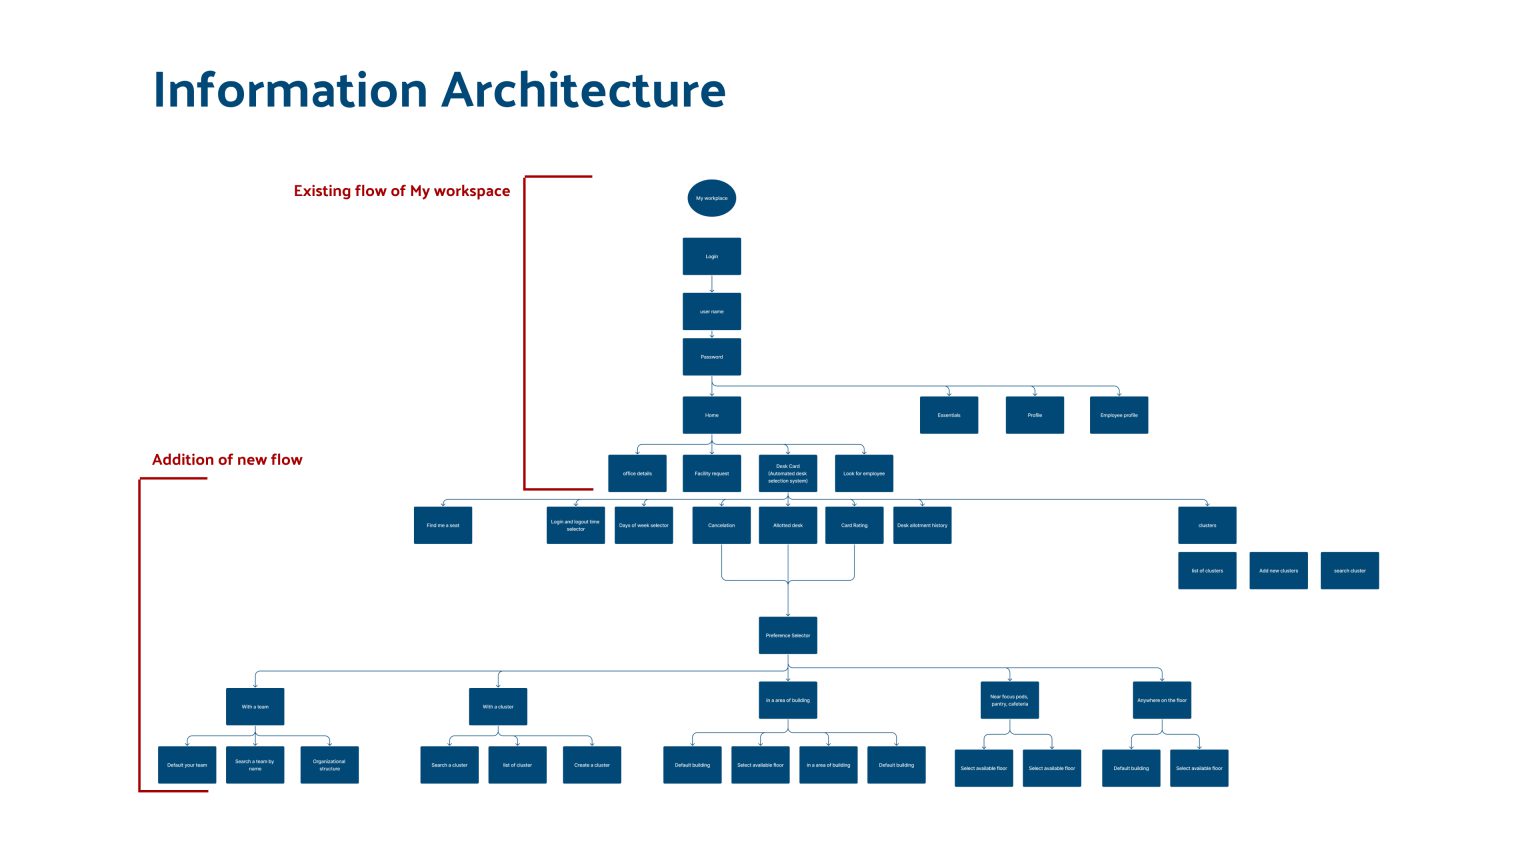 Information Architecture
Existing flow of My workspace
My workplace
Login
user name
Password
Home
Essentials
Profile
Employee profile
Addition of new flow
office details
Facility request
Desk Card
(Automated desk
selection system)
Look for employee
Find me a seat
Login and logout time
selector
Days of week selector
Cancelation
Allotted desk
Card Rating
Desk allotment history
clusters
list of clusters
Add new clusters
search cluster
Preference Selector
With a team
With a cluster
in a area of building
Near focus pods,
pantry, cafeteria
Anywhere on the floor
Default your team
Search a team by
name
Organizational
structure
Search a cluster
list of cluster
Create a cluster
Default building
Select available floor
in a area of building
Default building
Select available floor
Select available floor
Default building
Select available floor